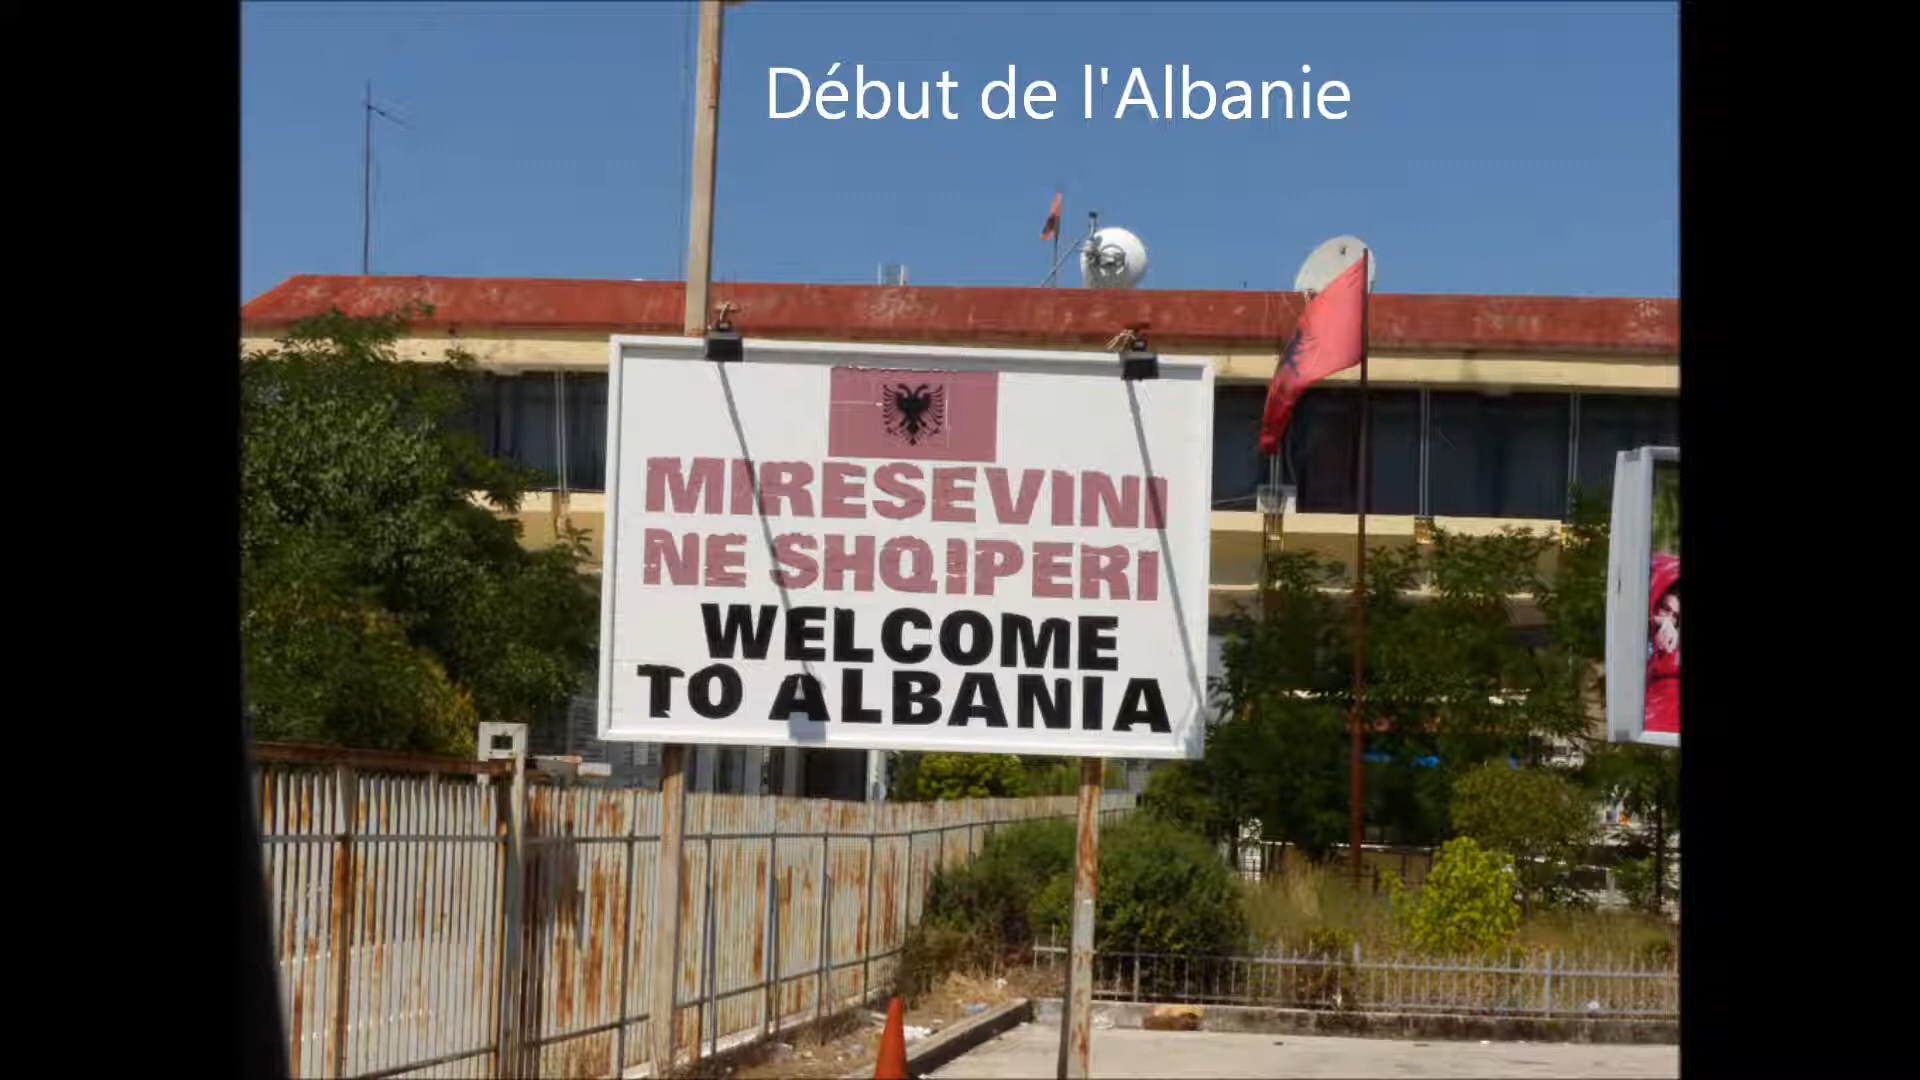 Début de l'Albanie
MIRESEVINI
NE SHQIPERI
WELCOME
TO ALBANIA